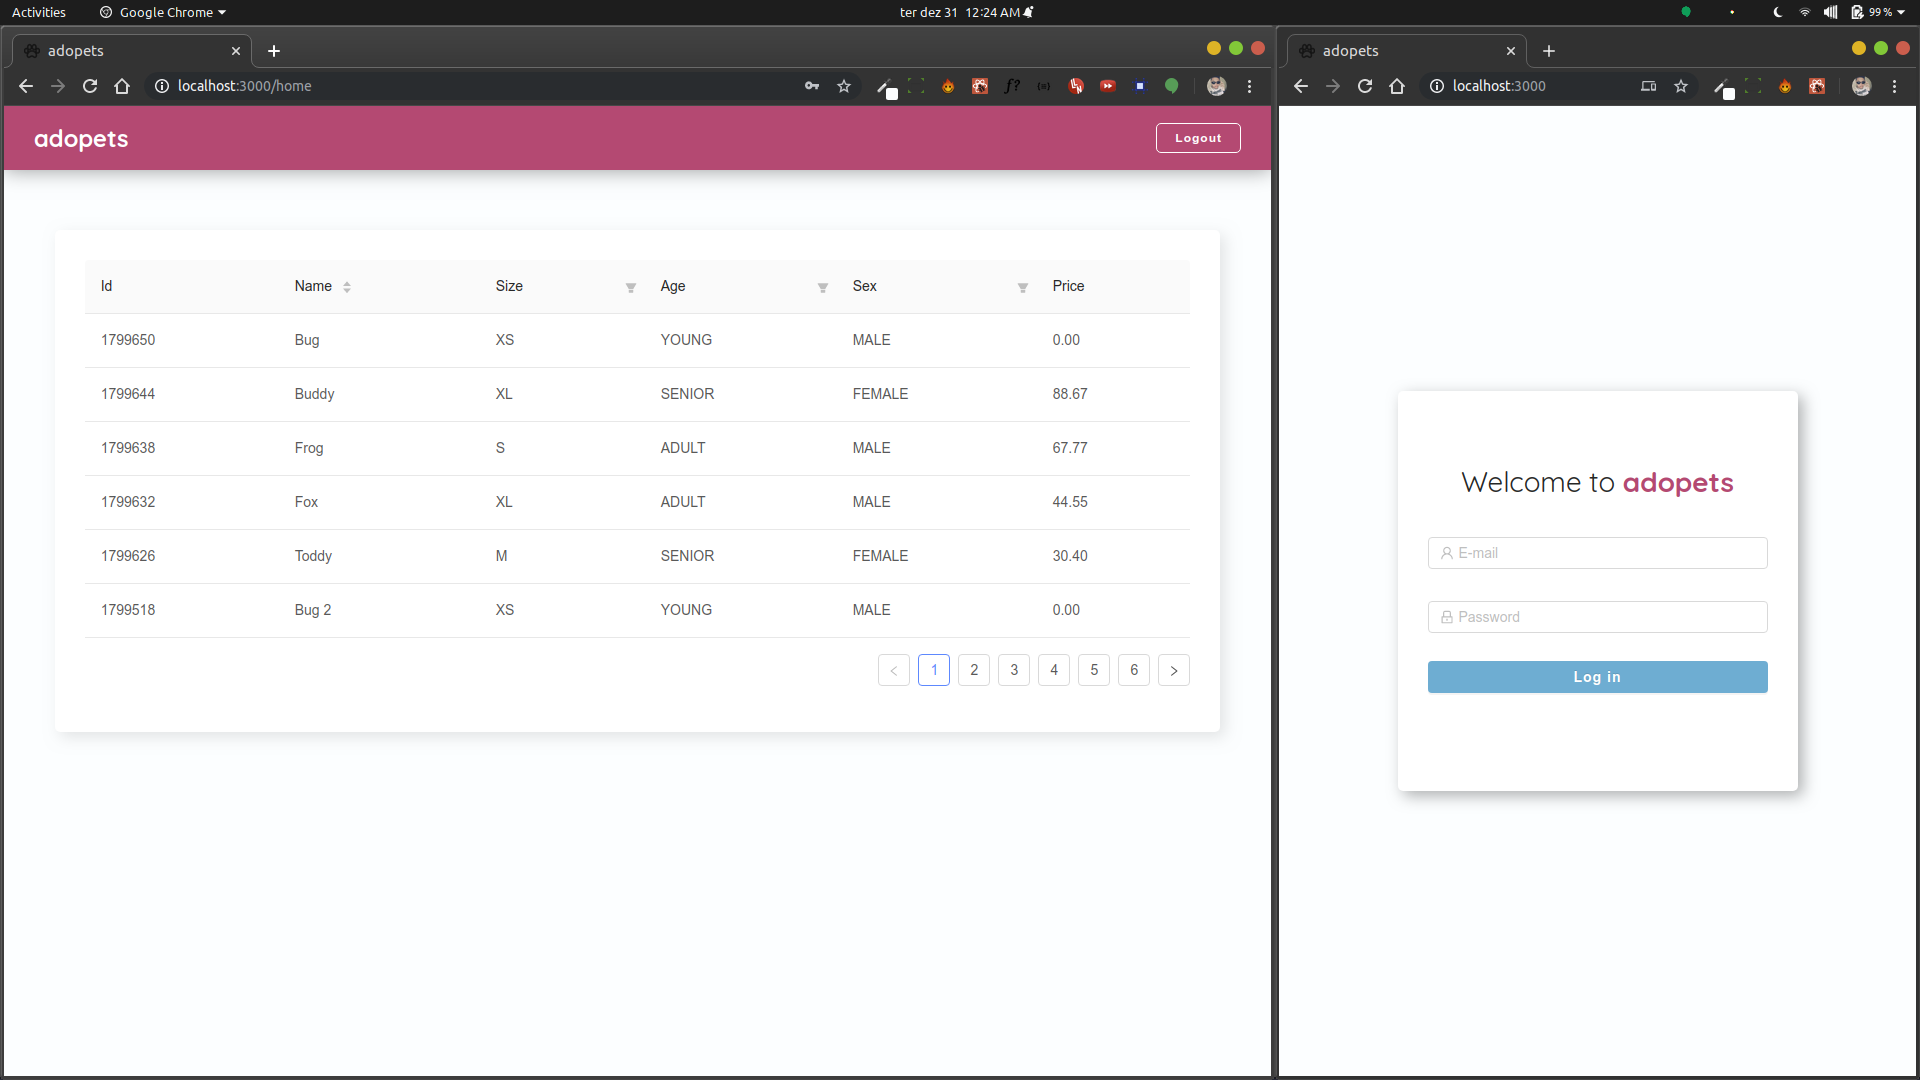 Activities Google Chrome ter dez 31 12:24 AM 99 %
adopets
localhost:3000/home
adopets Logout
Id Name Size Age Sex Price
1799650 Bug XS YOUNG MALE 0.00
1799644 Buddy XL SENIOR FEMALE 88.67
1799638 Frog S ADULT MALE 67.77
1799632 Fox XL ADULT MALE 44.55
1799626 Toddy M SENIOR FEMALE 30.40
1799518 Bug 2 XS YOUNG MALE 0.00
< 1 2 3 4 5 6 >
adopets
localhost:3000
Welcome to adopets
E-mail
Password
Log in